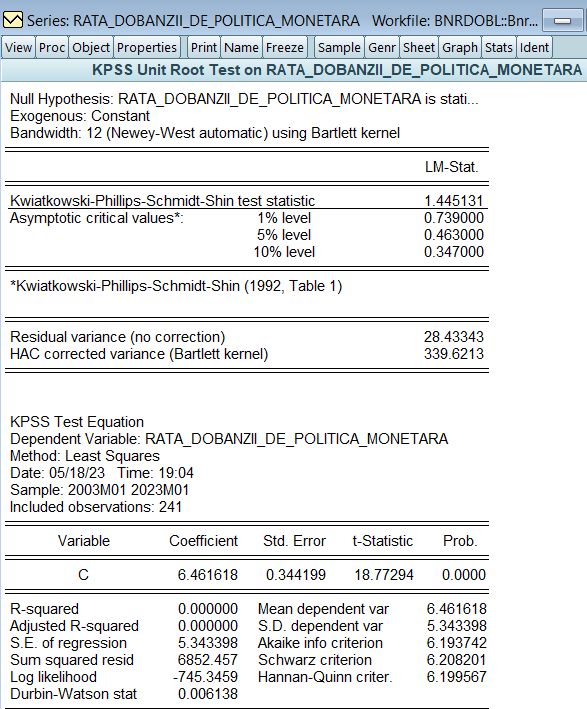 Series: RATA_DOBANZII_DE_POLITICA_MONETARA Workfile: BNRDOBL::Bnr...
View Proc Object Properties Print Name Freeze Sample Genr Sheet Graph Stats Ident
KPSS Unit Root Test on RATA_DOBANZII_DE_POLITICA_MONETARA
Null Hypothesis: RATA_DOBANZII_DE_POLITICA_MONETARA is stati...
Exogenous: Constant
Bandwidth: 12 (Newey-West automatic) using Bartlett kernel
LM-Stat.
Kwiatkowski-Phillips-Schmidt-Shin test statistic 1.445131
Asymptotic critical values*: 1% level 0.739000
5% level 0.463000
10% level 0.347000
*Kwiatkowski-Phillips-Schmidt-Shin (1992, Table 1)
Residual variance (no correction) 28.43343
HAC corrected variance (Bartlett kernel) 339.6213
KPSS Test Equation
Dependent Variable: RATA_DOBANZII_DE_POLITICA_MONETARA
Method: Least Squares
Date: 05/18/23 Time: 19:04
Sample: 2003M01 2023M01
Included observations: 241
Variable Coefficient Std. Error t-Statistic Prob.
C 6.461618 0.344199 18.77294 0.0000
R-squared 0.000000 Mean dependent var 6.461618
Adjusted R-squared 0.000000 S.D. dependent var 5.343398
S.E. of regression 5.343398 Akaike info criterion 6.193742
Sum squared resid 6852.457 Schwarz criterion 6.208201
Log likelihood -745.3459 Hannan-Quinn criter. 6.199567
Durbin-Watson stat 0.006138